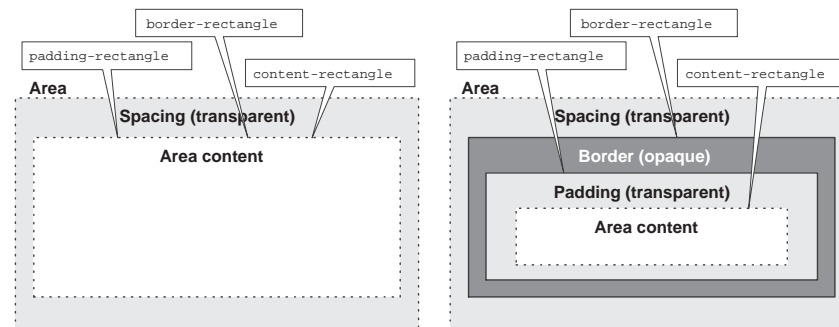 border-rectangle
padding-rectangle
content-rectangle
Area
Spacing (transparent)
Area content
border-rectangle
padding-rectangle
content-rectangle
Area
Spacing (transparent)
Border (opaque)
Padding (transparent)
Area content